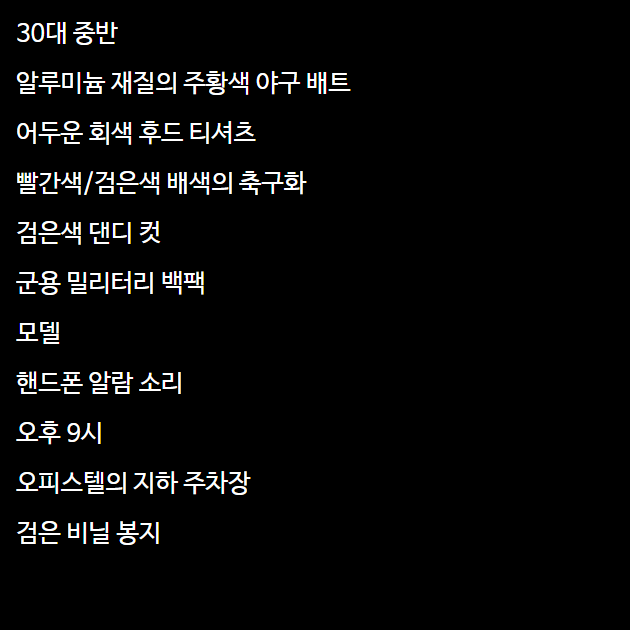 30대 중반
알루미늄 재질의 주황색 야구 배트
어두운 회색 후드 티셔츠
빨간색/검은색 배색의 축구화
검은색 댄디 컷
군용 밀리터리 백팩
모델
핸드폰 알람 소리
오후 9시
오피스텔의 지하 주차장
검은 비닐 봉지